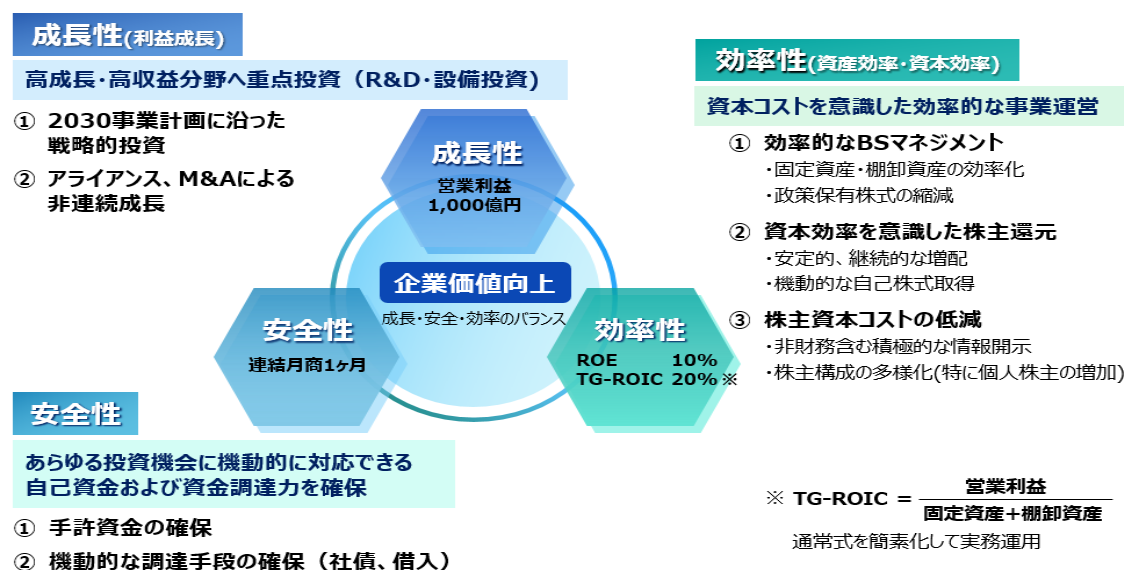 成長性(利益成長)
高成長・高収益分野へ重点投資（R&D・設備投資)
① 2030事業計画に沿った
戦略的投資
② アライアンス、M&Aによる
非連続成長
成長性
営業利益
1,000億円
企業価値向上
成長・安全・効率のバランス
安全性
連結月商1ヶ月
効率性
ROE 10%
TG-ROIC 20%※
効率性(資産効率・資本効率)
資本コストを意識した効率的な事業運営
① 効率的なBSマネジメント
・固定資産・棚卸資産の効率化
・政策保有株式の縮減
② 資本効率を意識した株主還元
・安定的、継続的な増配
・機動的な自己株式取得
③ 株主資本コストの低減
・非財務含む積極的な情報開示
・株主構成の多様化(特に個人株主の増加)
安全性
あらゆる投資機会に機動的に対応できる
自己資金および資金調達力を確保
① 手許資金の確保
② 機動的な調達手段の確保（社債、借入）
※ TG-ROIC = 営業利益
固定資産+棚卸資産
通常式を簡素化して実務運用